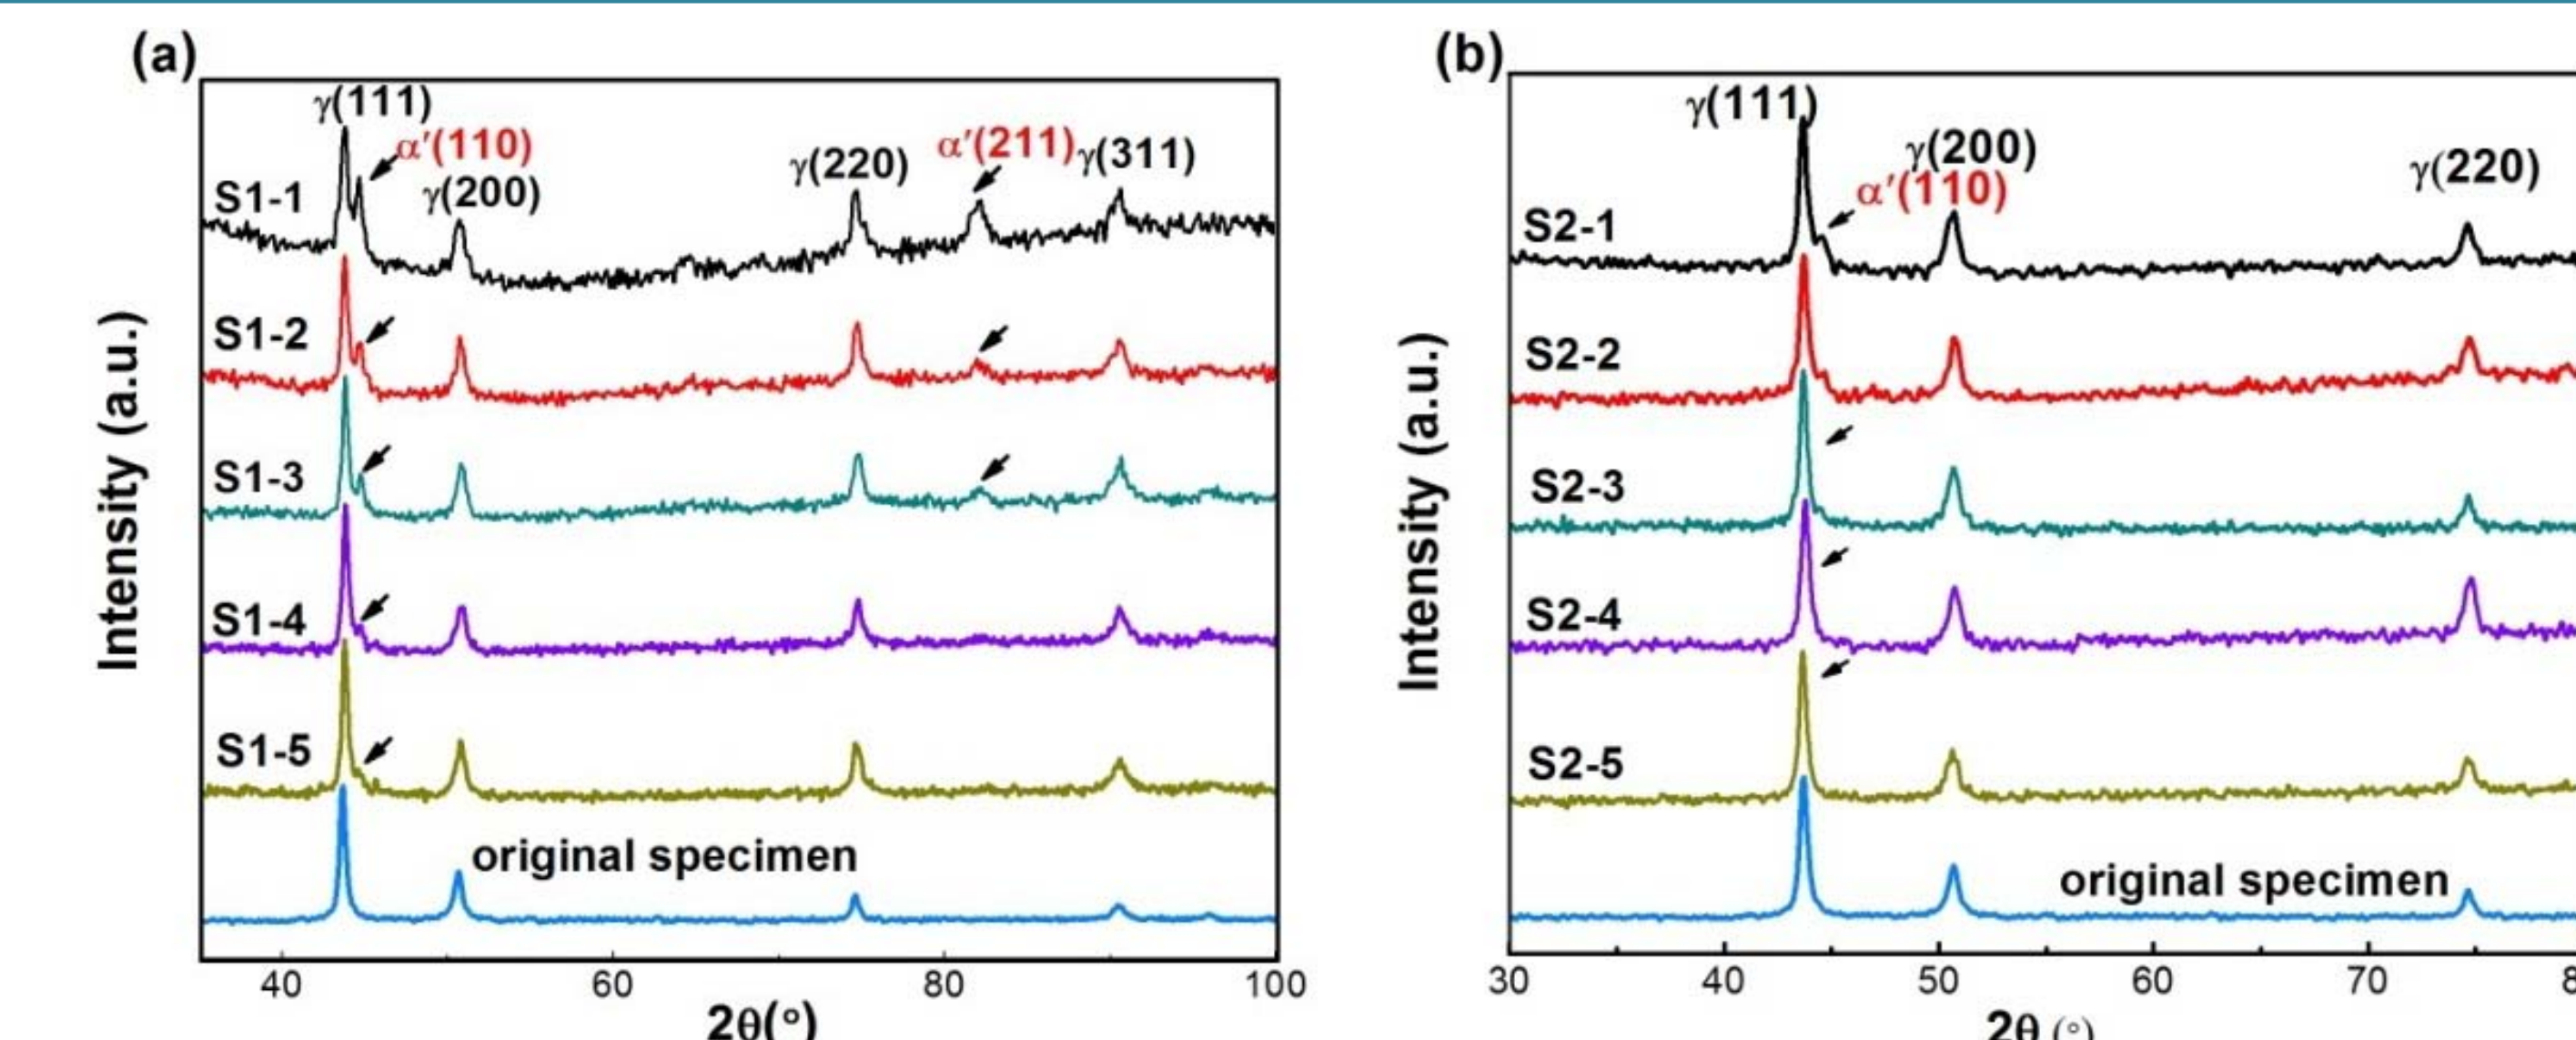 (a)
γ(111)
α′(110)
γ(200)
γ(220)
α′(211)
γ(311)
S1-1
S1-2
S1-3
S1-4
S1-5
original specimen
Intensity (a.u.)
40 60 80 100
2θ(°)
(b)
γ(111)
γ(200)
α′(110)
γ(220)
S2-1
S2-2
S2-3
S2-4
S2-5
original specimen
Intensity (a.u.)
30 40 50 60 70
2θ (°)